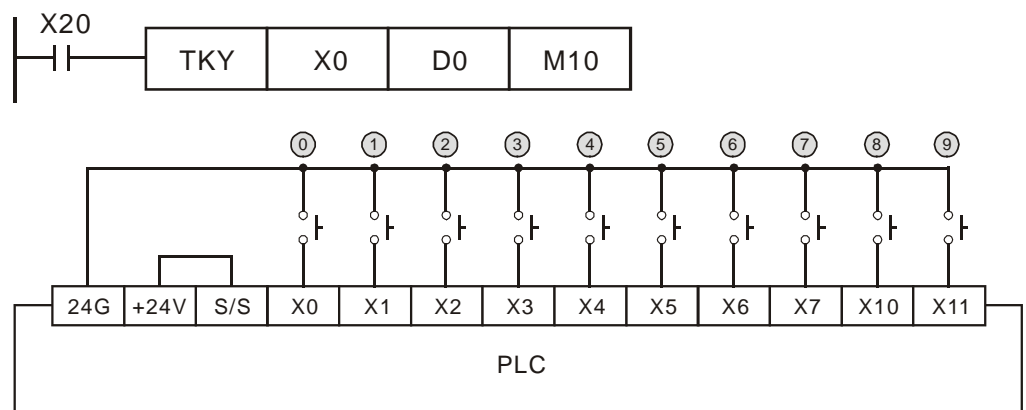 X20
TKY X0 D0 M10
0 1 2 3 4 5 6 7 8 9
24G +24V S/S X0 X1 X2 X3 X4 X5 X6 X7 X10 X11
PLC